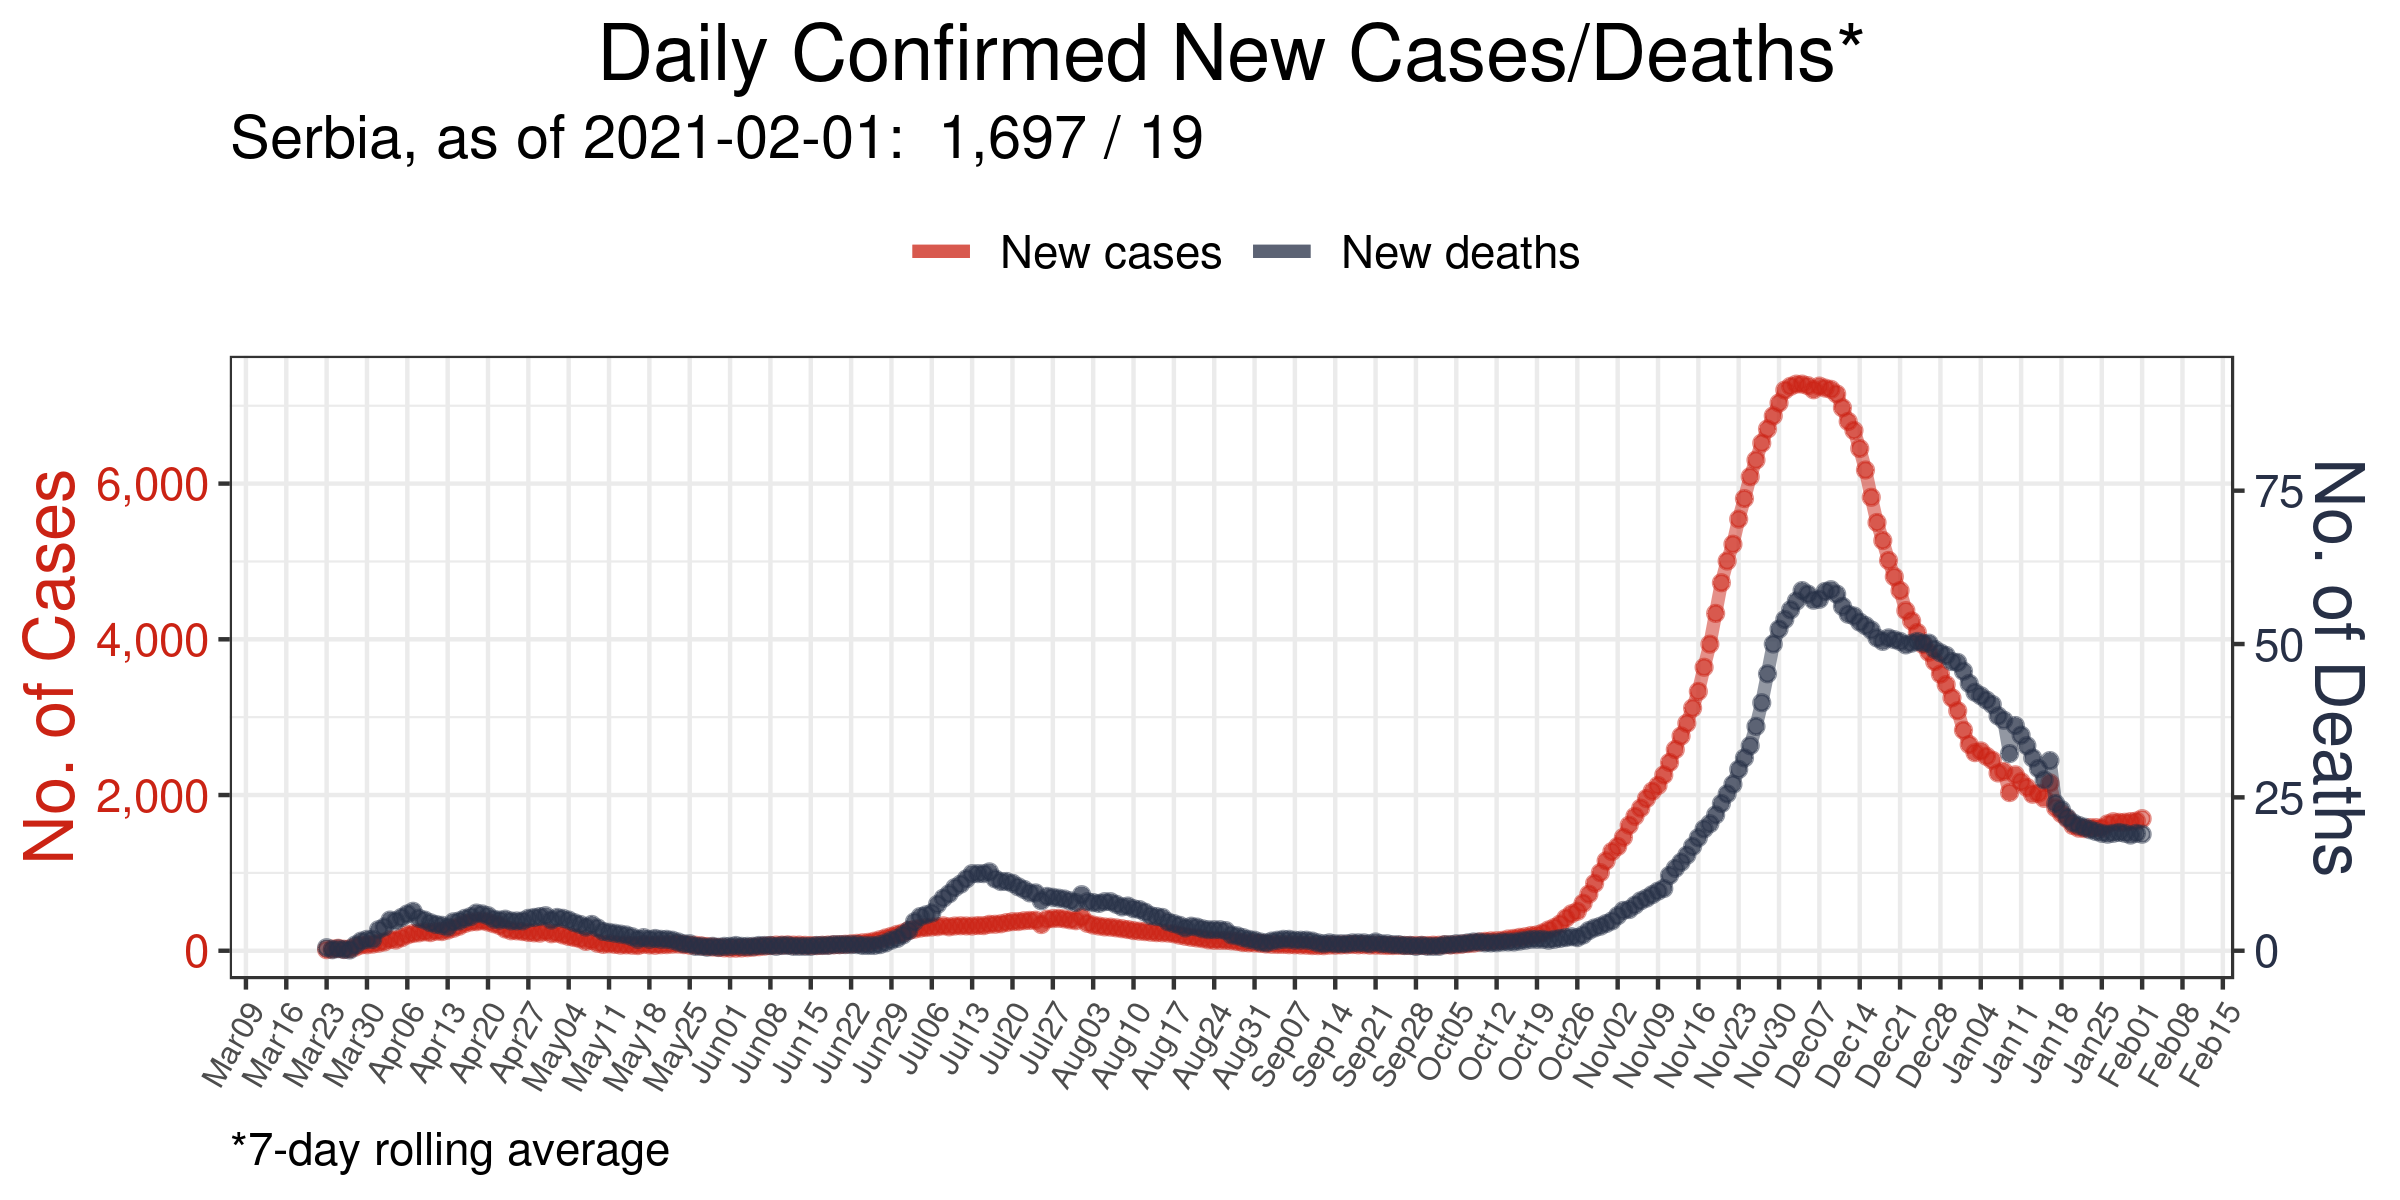 Daily Confirmed New Cases/Deaths*
Serbia, as of 2021-02-01:  1,697 / 19
New cases
New deaths
No. of Cases
6,000
4,000
2,000
0
75
50
25
0
No. of Deaths
Mar09
Mar16
Mar23
Mar30
Apr06
Apr13
Apr20
Apr27
May04
May11
May18
May25
Jun01
Jun08
Jun15
Jun22
Jun29
Jul06
Jul13
Jul20
Jul27
Aug03
Aug10
Aug17
Aug24
Aug31
Sep07
Sep14
Sep21
Sep28
Oct05
Oct12
Oct19
Oct26
Nov02
Nov09
Nov16
Nov23
Nov30
Dec07
Dec14
Dec21
Dec28
Jan04
Jan11
Jan18
Jan25
Feb01
Feb08
Feb15
*7-day rolling average